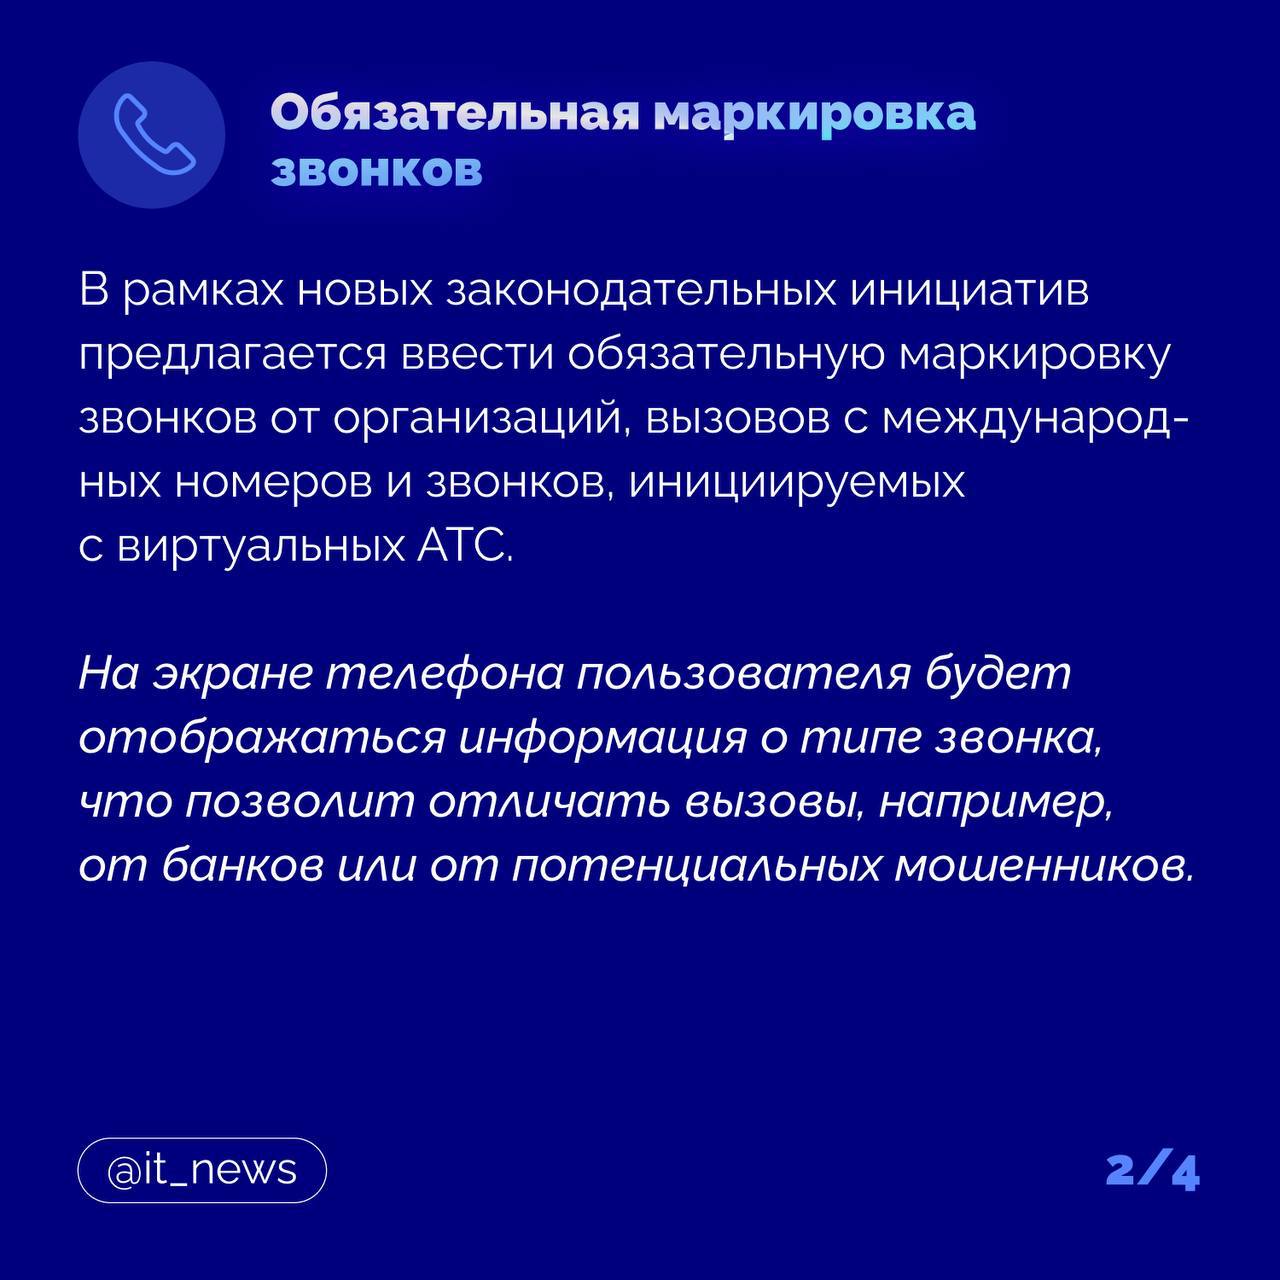 Обязательная маркировка
звонков
В рамках новых законодательных инициатив
предлагается ввести обязательную маркировку
звонков от организаций, вызовов с международ-
ных номеров и звонков, инициируемых
с виртуальных АТС.
На экране телефона пользователя будет
отображаться информация о типе звонка,
что позволит отличать вызовы, например,
от банков или от потенциальных мошенников.
@it_news
2/4